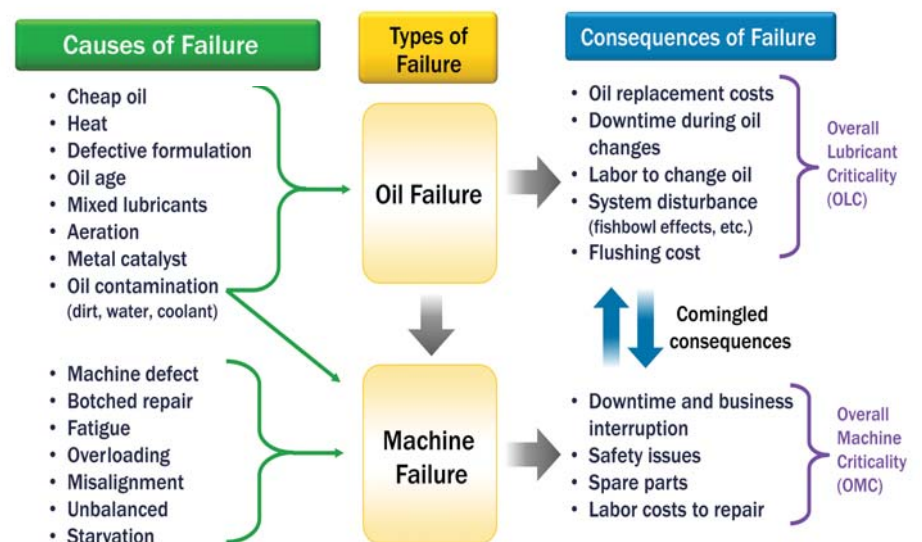 Causes of Failure
• Cheap oil
• Heat
• Defective formulation
• Oil age
• Mixed lubricants
• Aeration
• Metal catalyst
• Oil contamination
(dirt, water, coolant)
• Machine defect
• Botched repair
• Fatigue
• Overloading
• Misalignment
• Unbalanced
• Starvation
Types of
Failure
Oil Failure
Machine
Failure
Consequences of Failure
• Oil replacement costs
• Downtime during oil
changes
• Labor to change oil
• System disturbance
(fishbowl effects, etc.)
• Flushing cost
Overall
Lubricant
Criticality
(OLC)
Comingled
consequences
• Downtime and business
interruption
• Safety issues
• Spare parts
• Labor costs to repair
Overall
Machine
Criticality
(OMC)